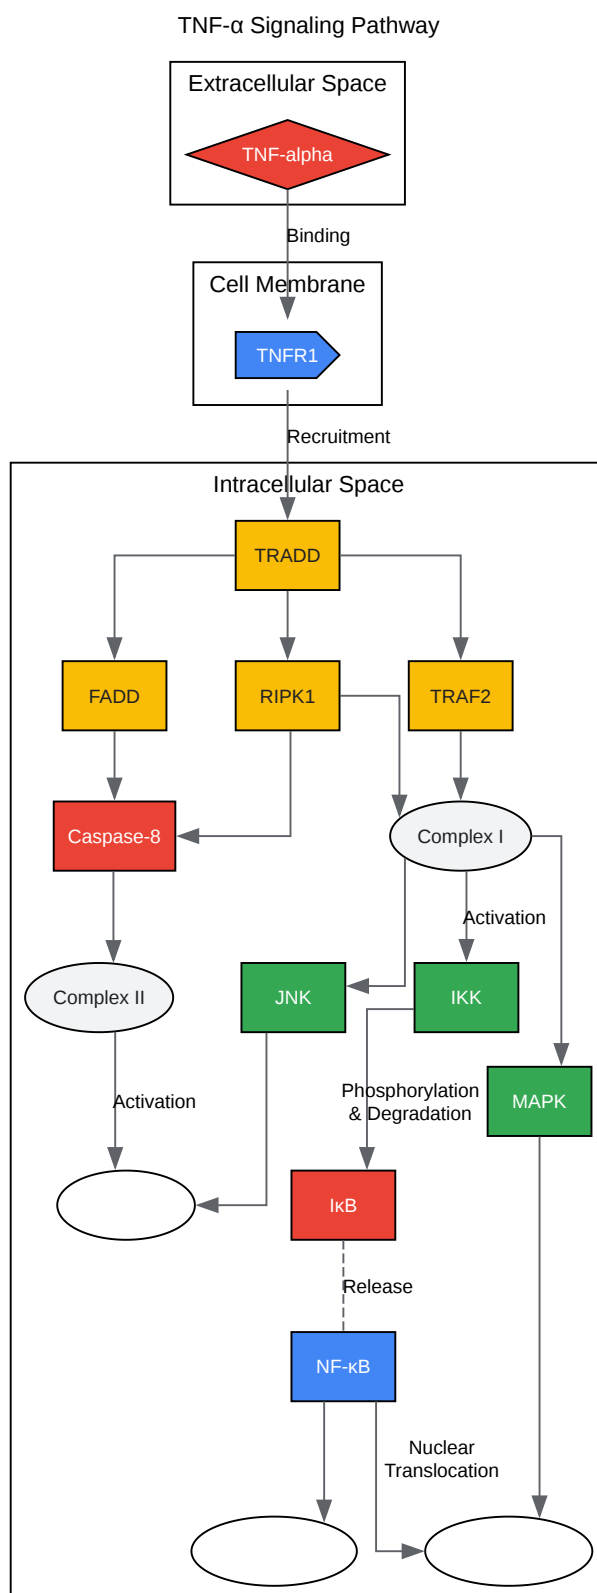 TNF-α Signaling Pathway
Extracellular Space
TNF-alpha
Binding
Cell Membrane
TNFR1
Recruitment
Intracellular Space
TRADD
FADD
RIPK1
TRAF2
Caspase-8
Complex I
Activation
Complex II
JNK
IKK
Phosphorylation
& Degradation
MAPK
Activation
IκB
Release
NF-κB
Nuclear
Translocation